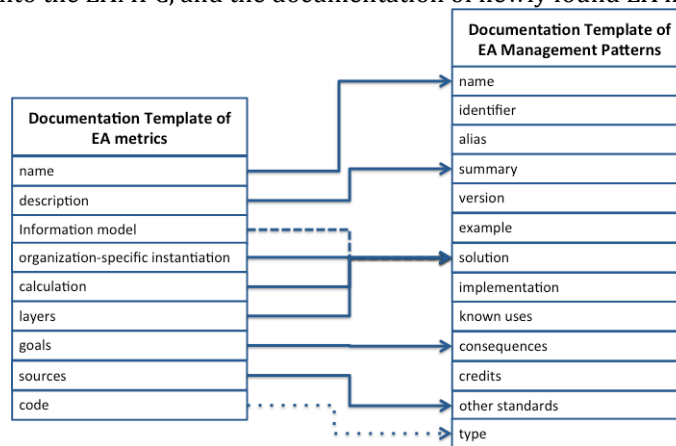 Documentation Template of
EA Management Patterns
name
identifier
alias
summary
version
example
solution
implementation
known uses
consequences
credits
other standards
type
Documentation Template of
EA metrics
name
description
Information model
organization-specific instantiation
calculation
layers
goals
sources
code